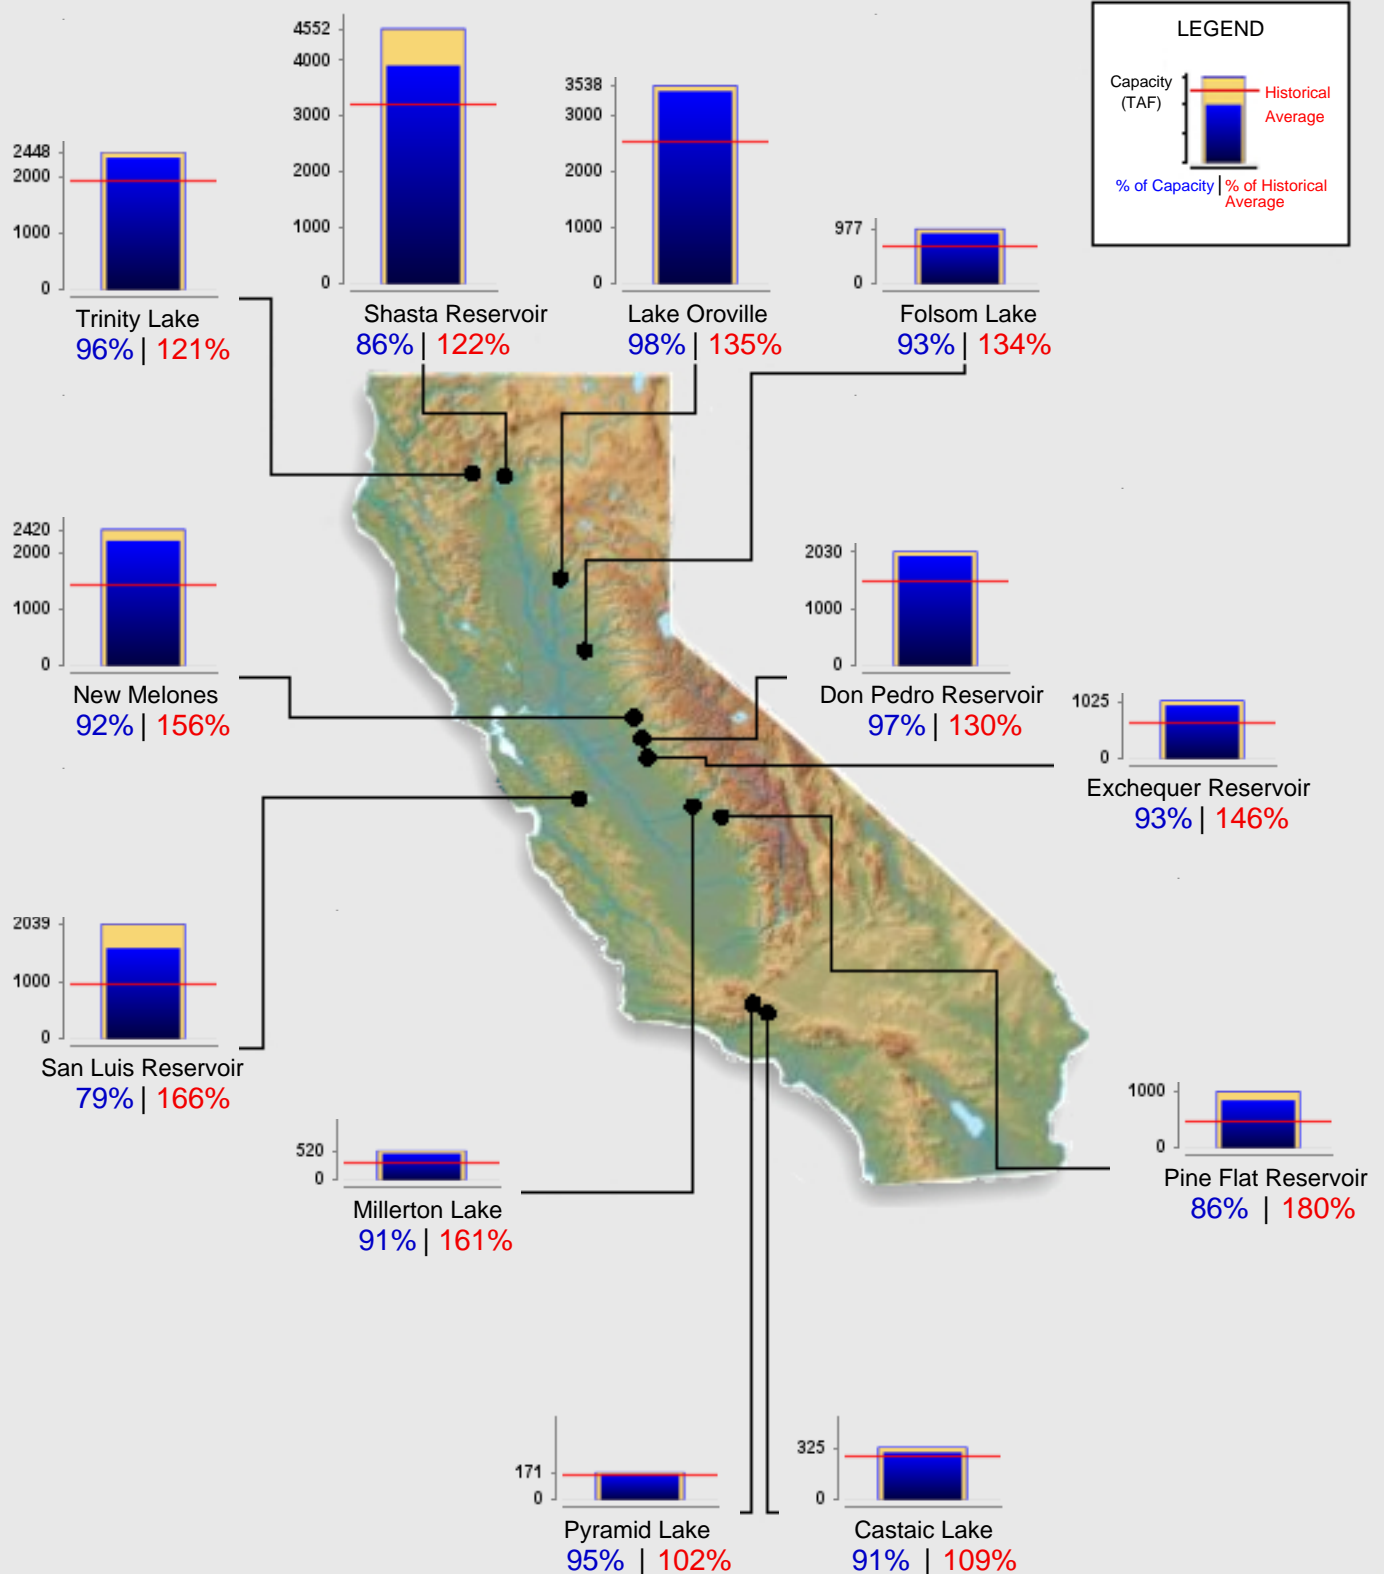 LEGEND
Capacity
(TAF)
Historical
Average
% of Capacity | % of Historical
Average
4552
4000
3000
2000
1000
0
Shasta Reservoir
86% | 122%
3538
3000
2000
1000
0
Lake Oroville
98% | 135%
2448
2000
1000
0
Trinity Lake
96% | 121%
977
0
Folsom Lake
93% | 134%
2420
2000
1000
0
New Melones
92% | 156%
2030
1000
0
Don Pedro Reservoir
97% | 130%
1025
0
Exchequer Reservoir
93% | 146%
2039
1000
0
San Luis Reservoir
79% | 166%
520
0
Millerton Lake
91% | 161%
1000
0
Pine Flat Reservoir
86% | 180%
171
0
Pyramid Lake
95% | 102%
325
0
Castaic Lake
91% | 109%